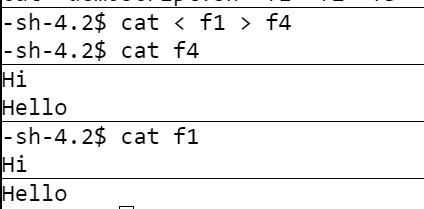 -sh-4.2$ cat < f1 > f4
-sh-4.2$ cat f4
Hi
Hello
-sh-4.2$ cat f1
Hi
Hello